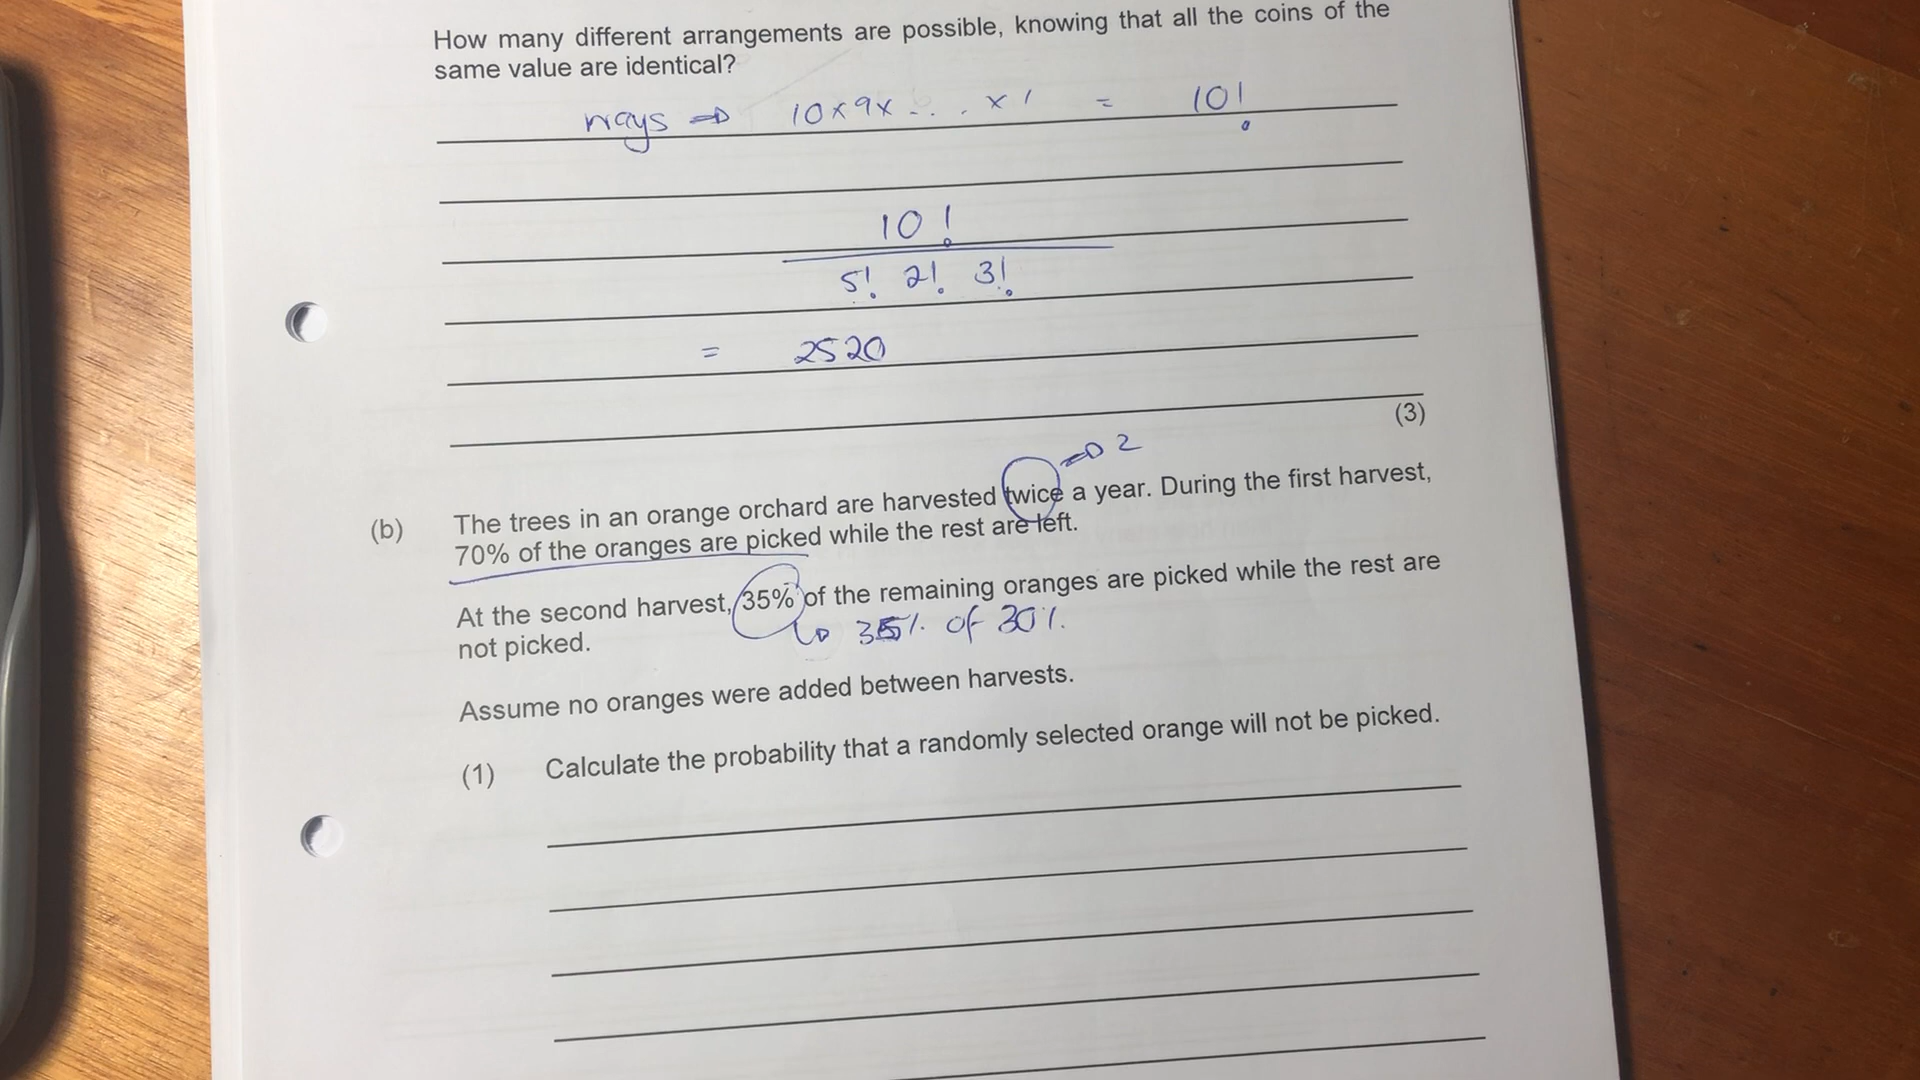 How many different arrangements are possible, knowing that all the coins of the
same value are identical?
ways ⇒ 10×9×... ×1 = 10!
10!
5! 2! 3!
= 2520
(3)
⇒ 2
(b) The trees in an orange orchard are harvested twice a year. During the first harvest,
70% of the oranges are picked while the rest are left.
At the second harvest, 35% of the remaining oranges are picked while the rest are
not picked.
↳ 35% of 30%.
Assume no oranges were added between harvests.
(1) Calculate the probability that a randomly selected orange will not be picked.